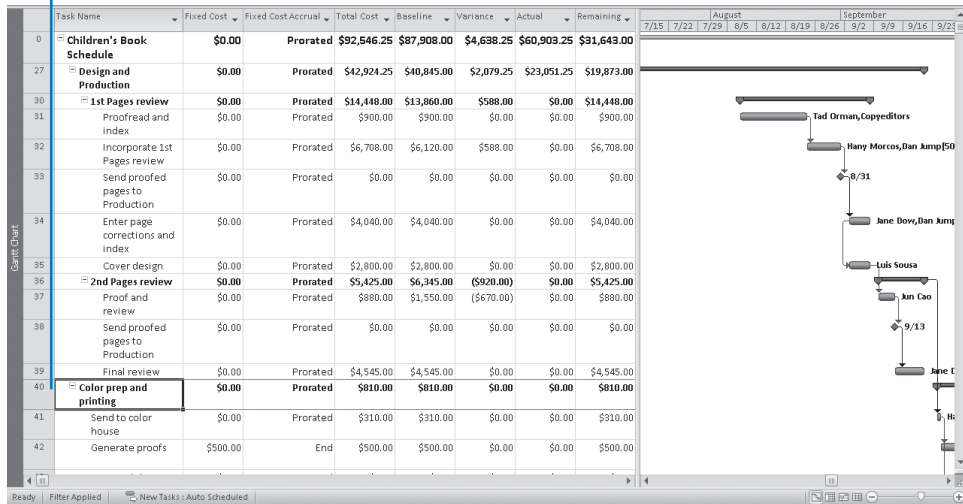 Task Name Fixed Cost Fixed Cost Accrual Total Cost Baseline Variance Actual Remaining
August September
7/15 7/22 7/29 8/5 8/12 8/19 8/26 9/2 9/9 9/16 9/23
0 Children's Book $0.00 Prorated $92,546.25 $87,908.00 $4,638.25 $60,903.25 $31,643.00
Schedule
27 Design and $0.00 Prorated $42,924.25 $40,845.00 $2,079.25 $23,051.25 $19,873.00
Production
30 1st Pages review $0.00 Prorated $14,448.00 $13,860.00 $588.00 $0.00 $14,448.00
31 Proofread and $0.00 Prorated $900.00 $900.00 $0.00 $0.00 $900.00 Tad Orman,Copyeditors
index
32 Incorporate 1st $0.00 Prorated $6,708.00 $6,120.00 $588.00 $0.00 $6,708.00 Hany Morcos,Dan Jump[50
Pages review
33 Send proofed $0.00 Prorated $0.00 $0.00 $0.00 $0.00 $0.00 8/31
pages to
Production
34 Enter page $0.00 Prorated $4,040.00 $4,040.00 $0.00 $0.00 $4,040.00 Jane Dow,Dan Jump
corrections and
index
35 Cover design $0.00 Prorated $2,800.00 $2,800.00 $0.00 $0.00 $2,800.00 Luis Sousa
36 2nd Pages review $0.00 Prorated $5,425.00 $6,345.00 ($920.00) $0.00 $5,425.00
37 Proof and $0.00 Prorated $880.00 $1,550.00 ($670.00) $0.00 $880.00 Jun Cao
review
38 Send proofed $0.00 Prorated $0.00 $0.00 $0.00 $0.00 $0.00 9/13
pages to
Production
39 Final review $0.00 Prorated $4,545.00 $4,545.00 $0.00 $0.00 $4,545.00 Jane
40 Color prep and $0.00 Prorated $810.00 $810.00 $0.00 $0.00 $810.00
printing
41 Send to color $0.00 Prorated $310.00 $310.00 $0.00 $0.00 $310.00
house
42 Generate proofs $500.00 End $500.00 $500.00 $0.00 $0.00 $500.00
Gantt Chart
Ready Filter Applied New Tasks : Auto Scheduled